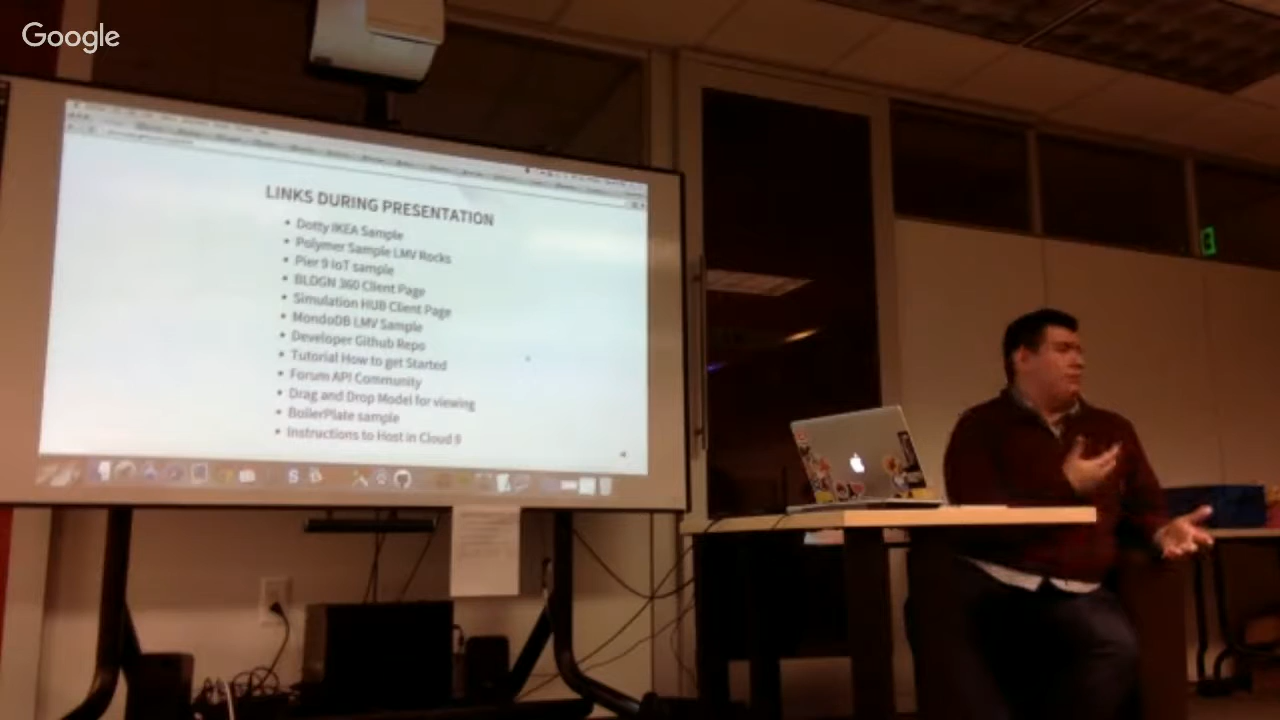 Google
LINKS DURING PRESENTATION
• Dotty IKEA Sample
• Polymer Sample LMV Rocks
• Pier 9 IoT sample
• BLDGN 360 Client Page
• Simulation HUB Client Page
• MondoDB LMV Sample
• Developer Github Repo
• Tutorial How to get Started
• Forum API Community
• Drag and Drop Model for viewing
• BoilerPlate sample
• Instructions to Host in Cloud 9